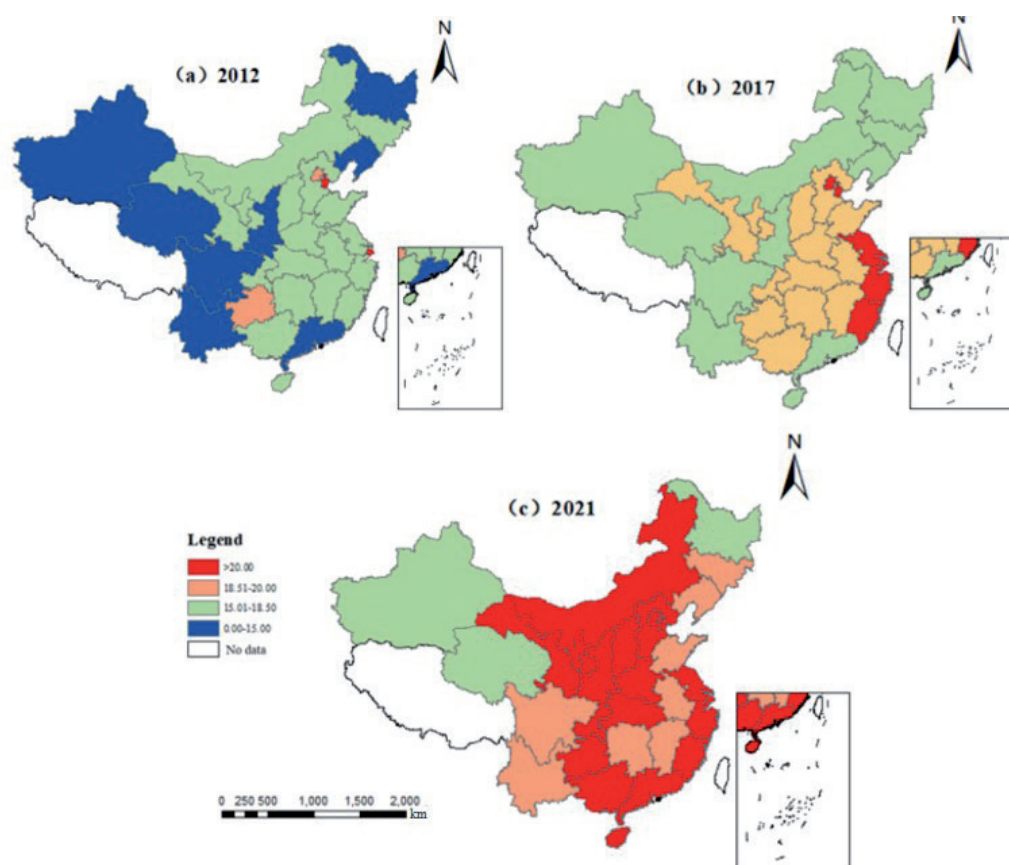 N
N
（a）2012
（b）2017
N
（c）2021
Legend
>20.00
18.51-20.00
15.01-18.50
0.00-15.00
No data
0 250 500 1,000 1,500 2,000
km